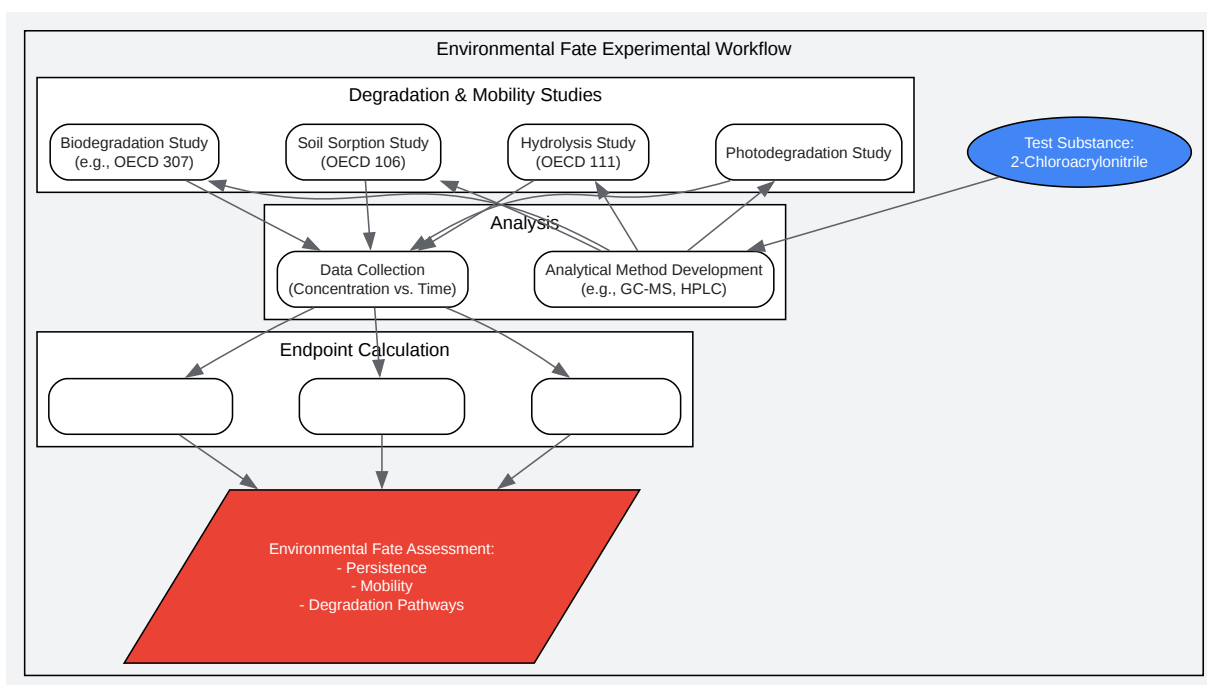 Environmental Fate Experimental Workflow
Degradation & Mobility Studies
Biodegradation Study
(e.g., OECD 307)
Soil Sorption Study
(OECD 106)
Hydrolysis Study
(OECD 111)
Photodegradation Study
Test Substance:
2-Chloroacrylonitrile
Analysis
Data Collection
(Concentration vs. Time)
Analytical Method Development
(e.g., GC-MS, HPLC)
Endpoint Calculation
Environmental Fate Assessment:
- Persistence
- Mobility
- Degradation Pathways